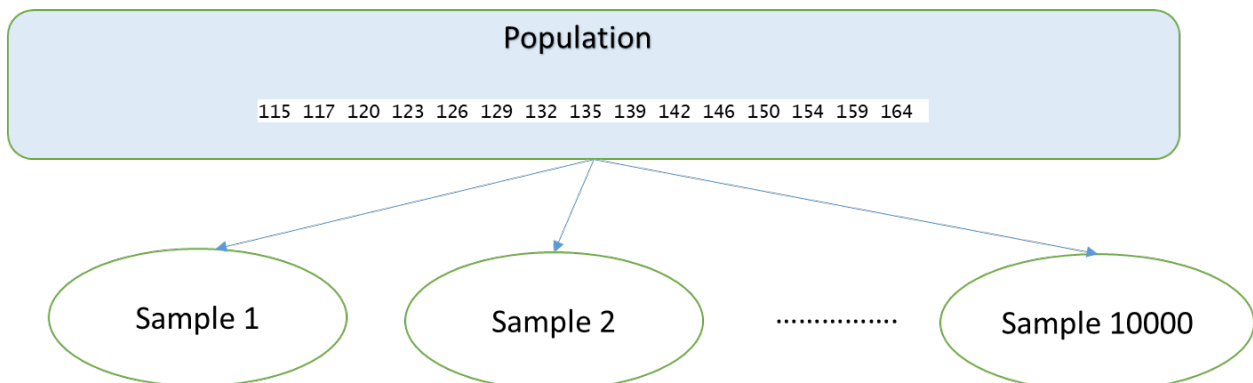 Population
115 117 120 123 126 129 132 135 139 142 146 150 154 159 164
Sample 1
Sample 2
................
Sample 10000